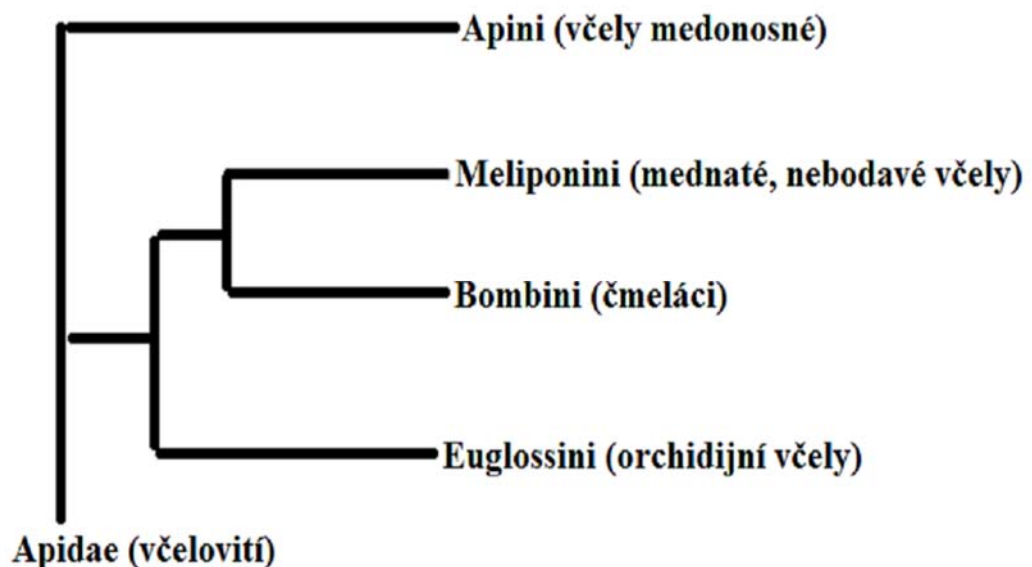 Apini (včely medonosné)
Meliponini (mednaté, nebodavé včely)
Bombini (čmeláci)
Euglossini (orchidijní včely)
Apidae (včelovití)